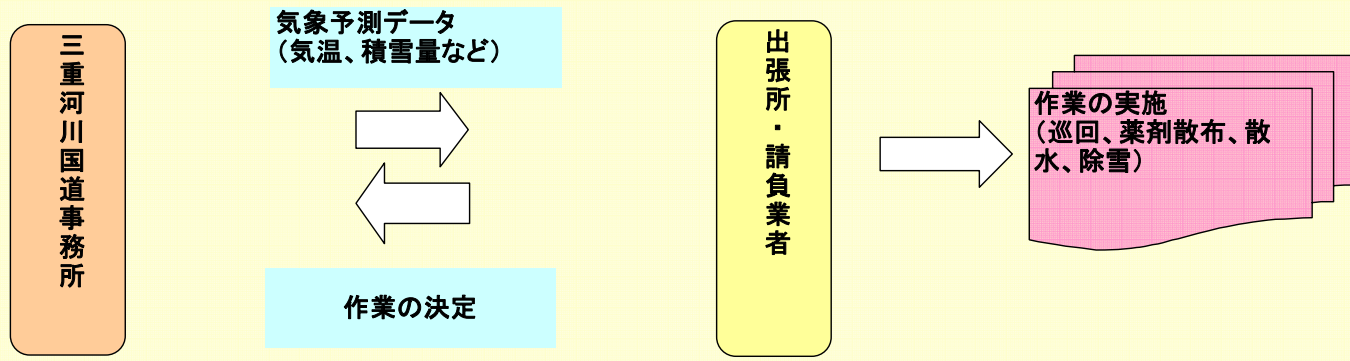 三重河川国道事務所
気象予測データ
（気温、積雪量など）
作業の決定
出張所・請負業者
作業の実施
（巡回、薬剤散布、散
水、除雪）